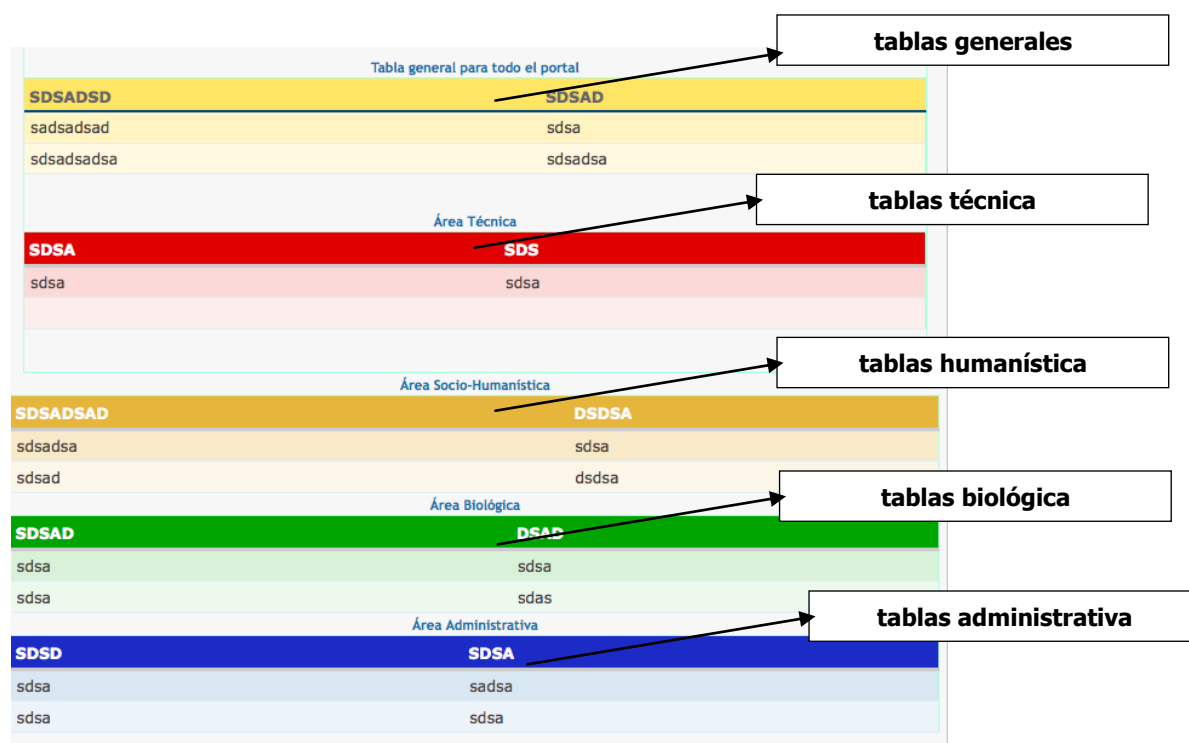 tablas generales
Tabla general para todo el portal
SDSADSD SDSAD
sadsadsad sdsa
sdsadsadsa sdsadsa
tablas técnica
Área Técnica
SDSA SDS
sdsa sdsa
tablas humanística
Área Socio-Humanística
SDSADSAD DSDSA
sdsadsa sdsa
sdsad dsdsa
tablas biológica
Área Biológica
SDSAD DSAD
sdsa sdsa
sdsa sdas
tablas administrativa
Área Administrativa
SDSD SDSA
sdsa sadsa
sdsa sdsa